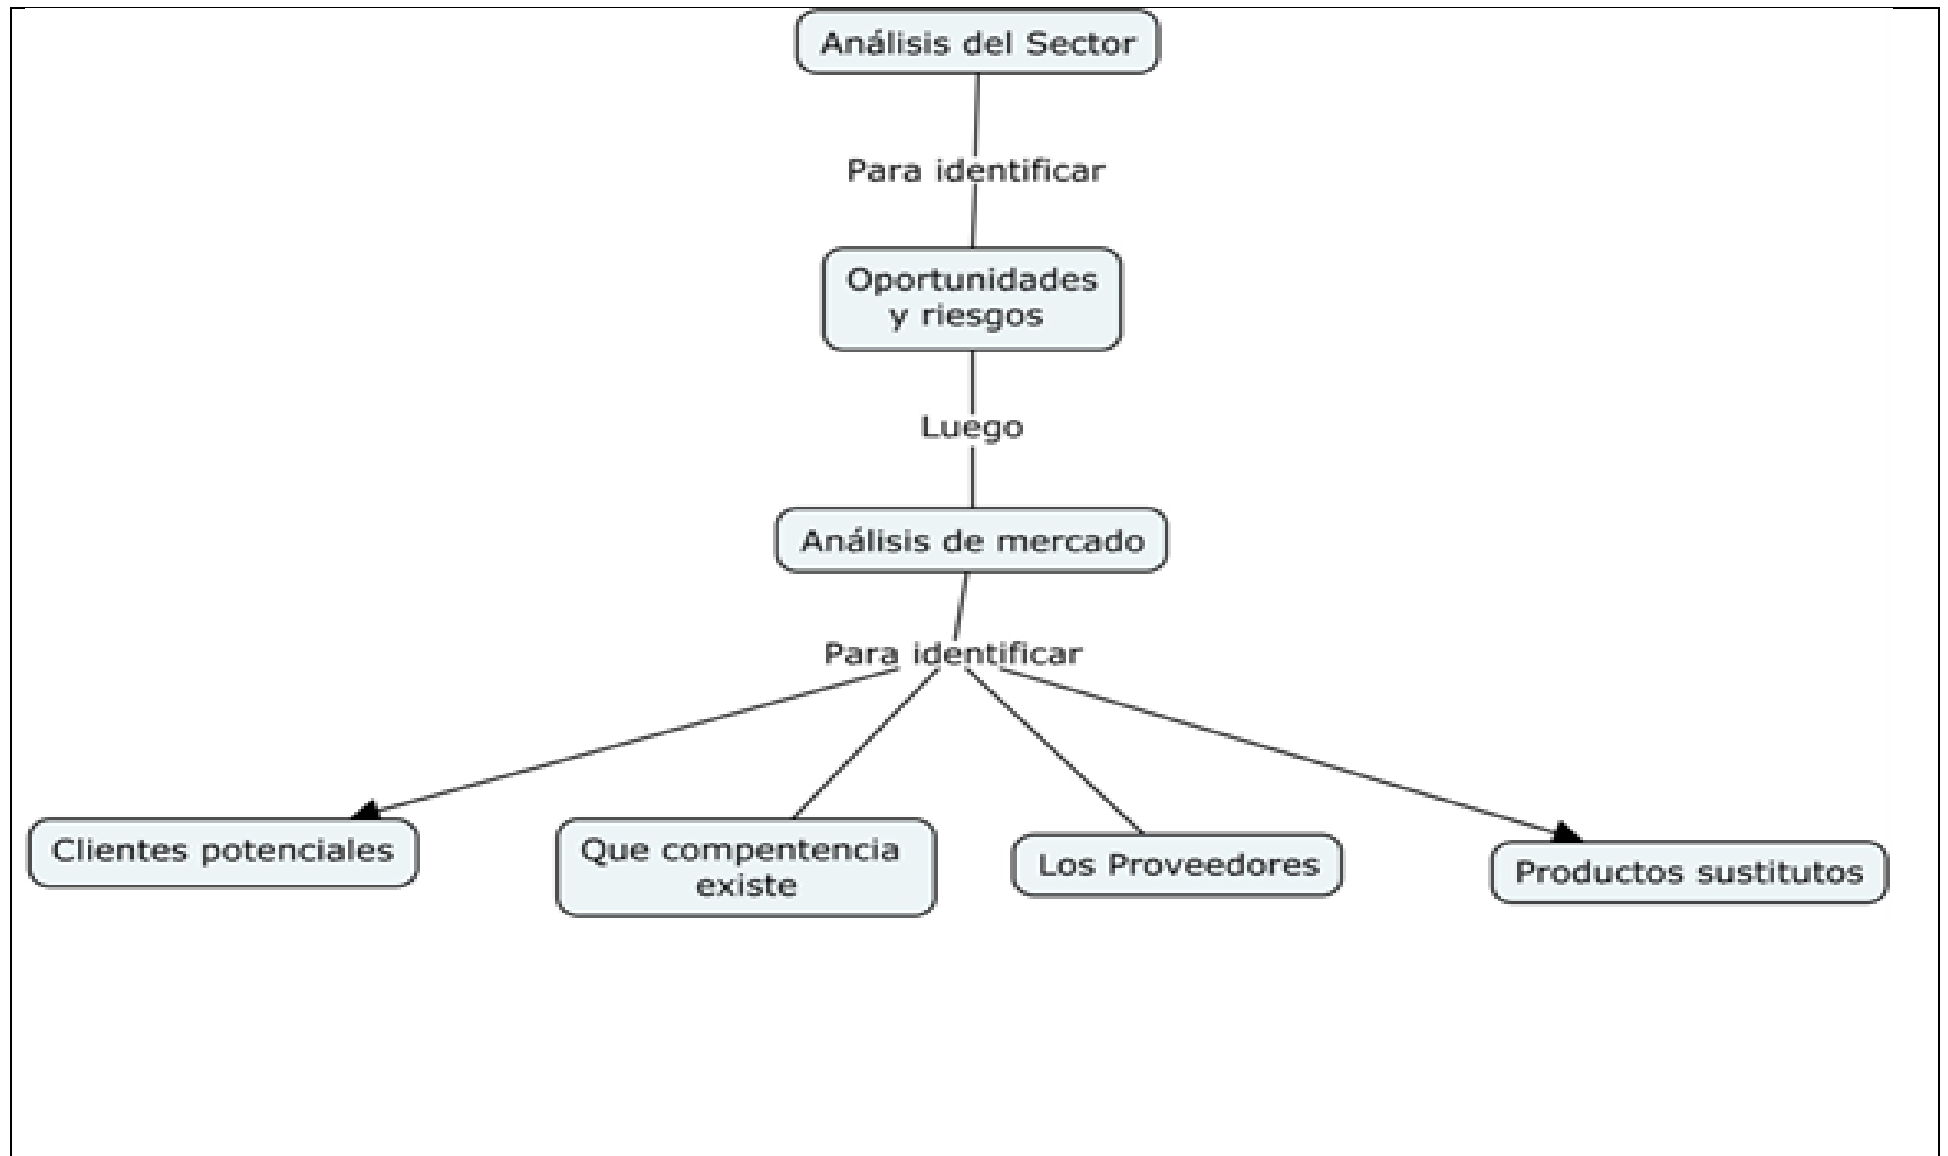 Análisis del Sector
Para identificar
Oportunidades
y riesgos
Luego
Análisis de mercado
Para identificar
Clientes potenciales
Que compentencia
existe
Los Proveedores
Productos sustitutos